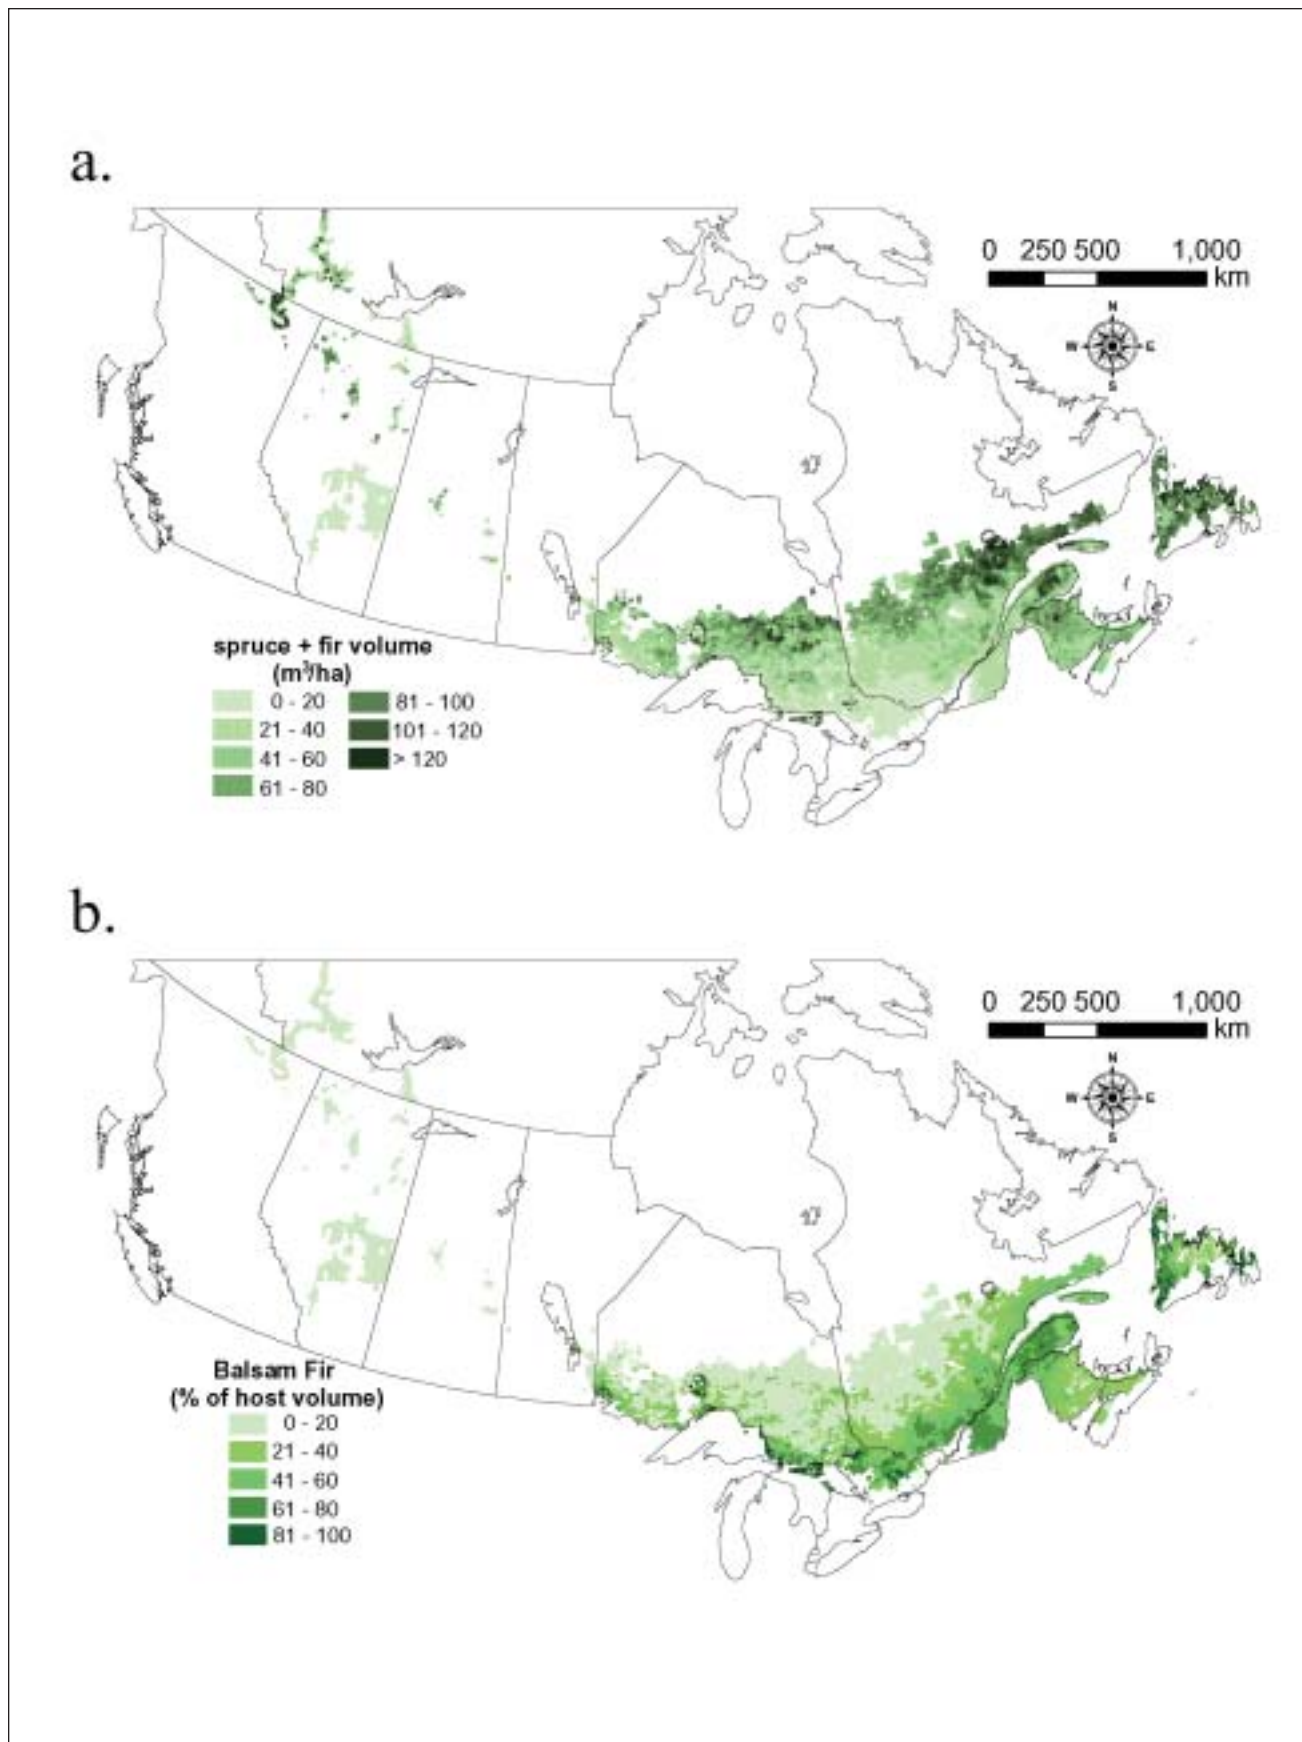 a.
0 250 500 1,000
km
N
W E
S
spruce + fir volume
(m³/ha)
0 - 20 81 - 100
21 - 40 101 - 120
41 - 60 > 120
61 - 80
b.
0 250 500 1,000
km
N
W E
S
Balsam Fir
(% of host volume)
0 - 20
21 - 40
41 - 60
61 - 80
81 - 100